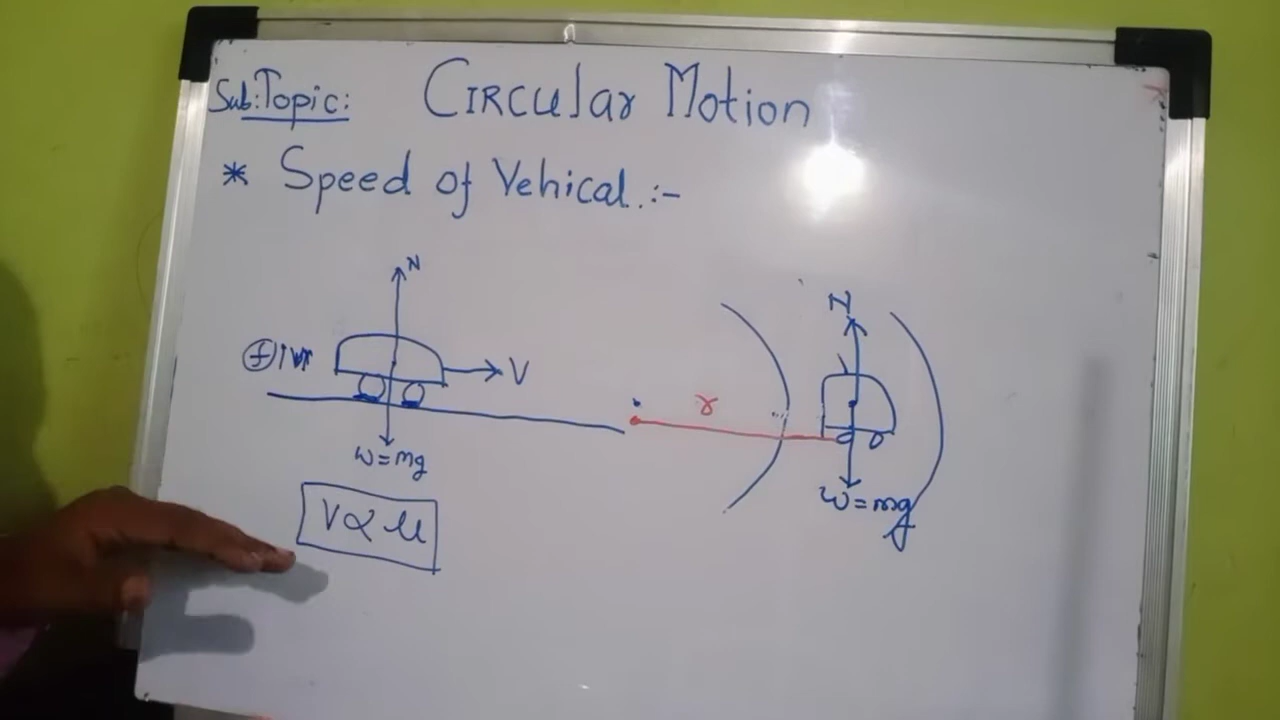 Sub:Topic: Circular Motion
* Speed of Vehical :-
N
V
W=mg
V∝μ
r
N
W=mg